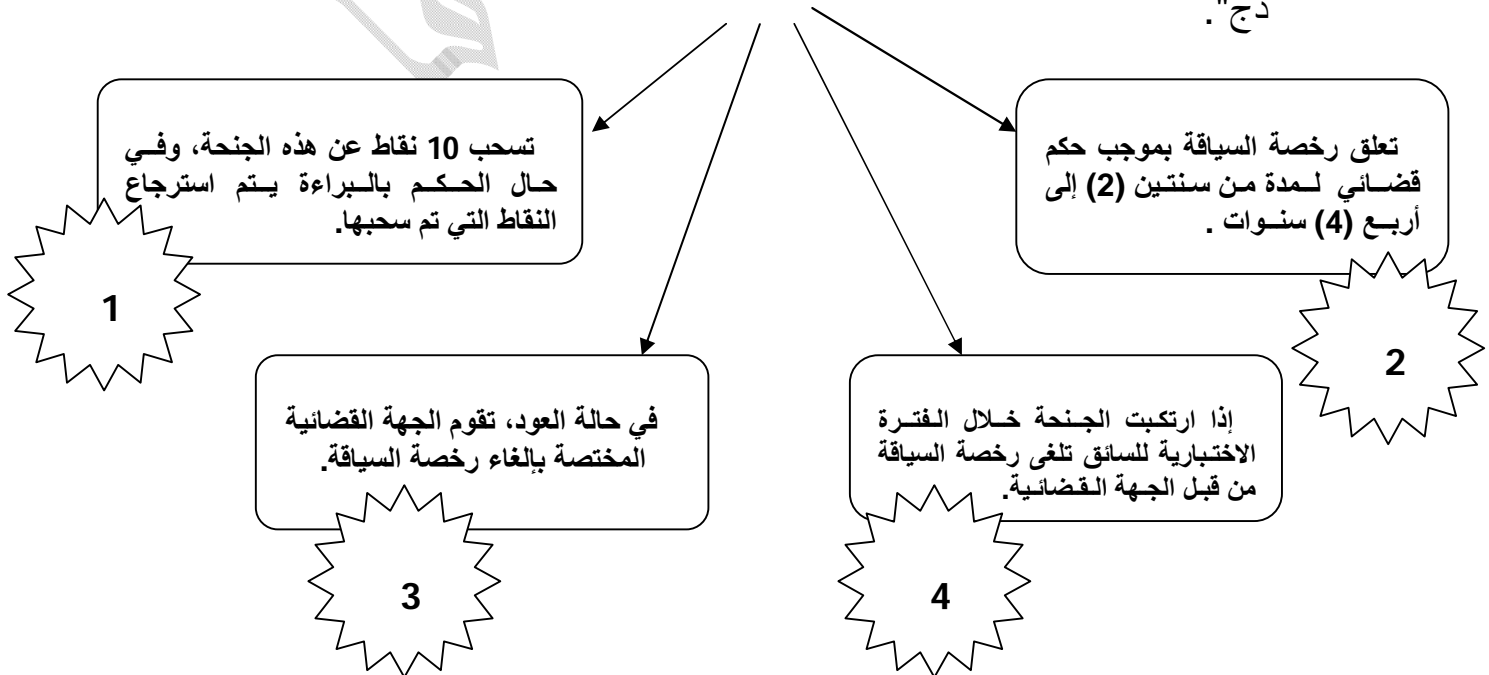 دج".
تعلق رخصة السياقة بموجب حكم
قضائي لمدة من سنتين (2) إلى
أربع (4) سنوات .
2
تسحب 10 نقاط عن هذه الجنحة، وفي
حال الحكم بالبراءة يتم استرجاع
النقاط التي تم سحبها.
1
إذا ارتكبت الجنحة خلال الفترة
الاختبارية للسائق تلغى رخصة السياقة
من قبل الجهة القضائية.
4
في حالة العود، تقوم الجهة القضائية
المختصة بإلغاء رخصة السياقة.
3